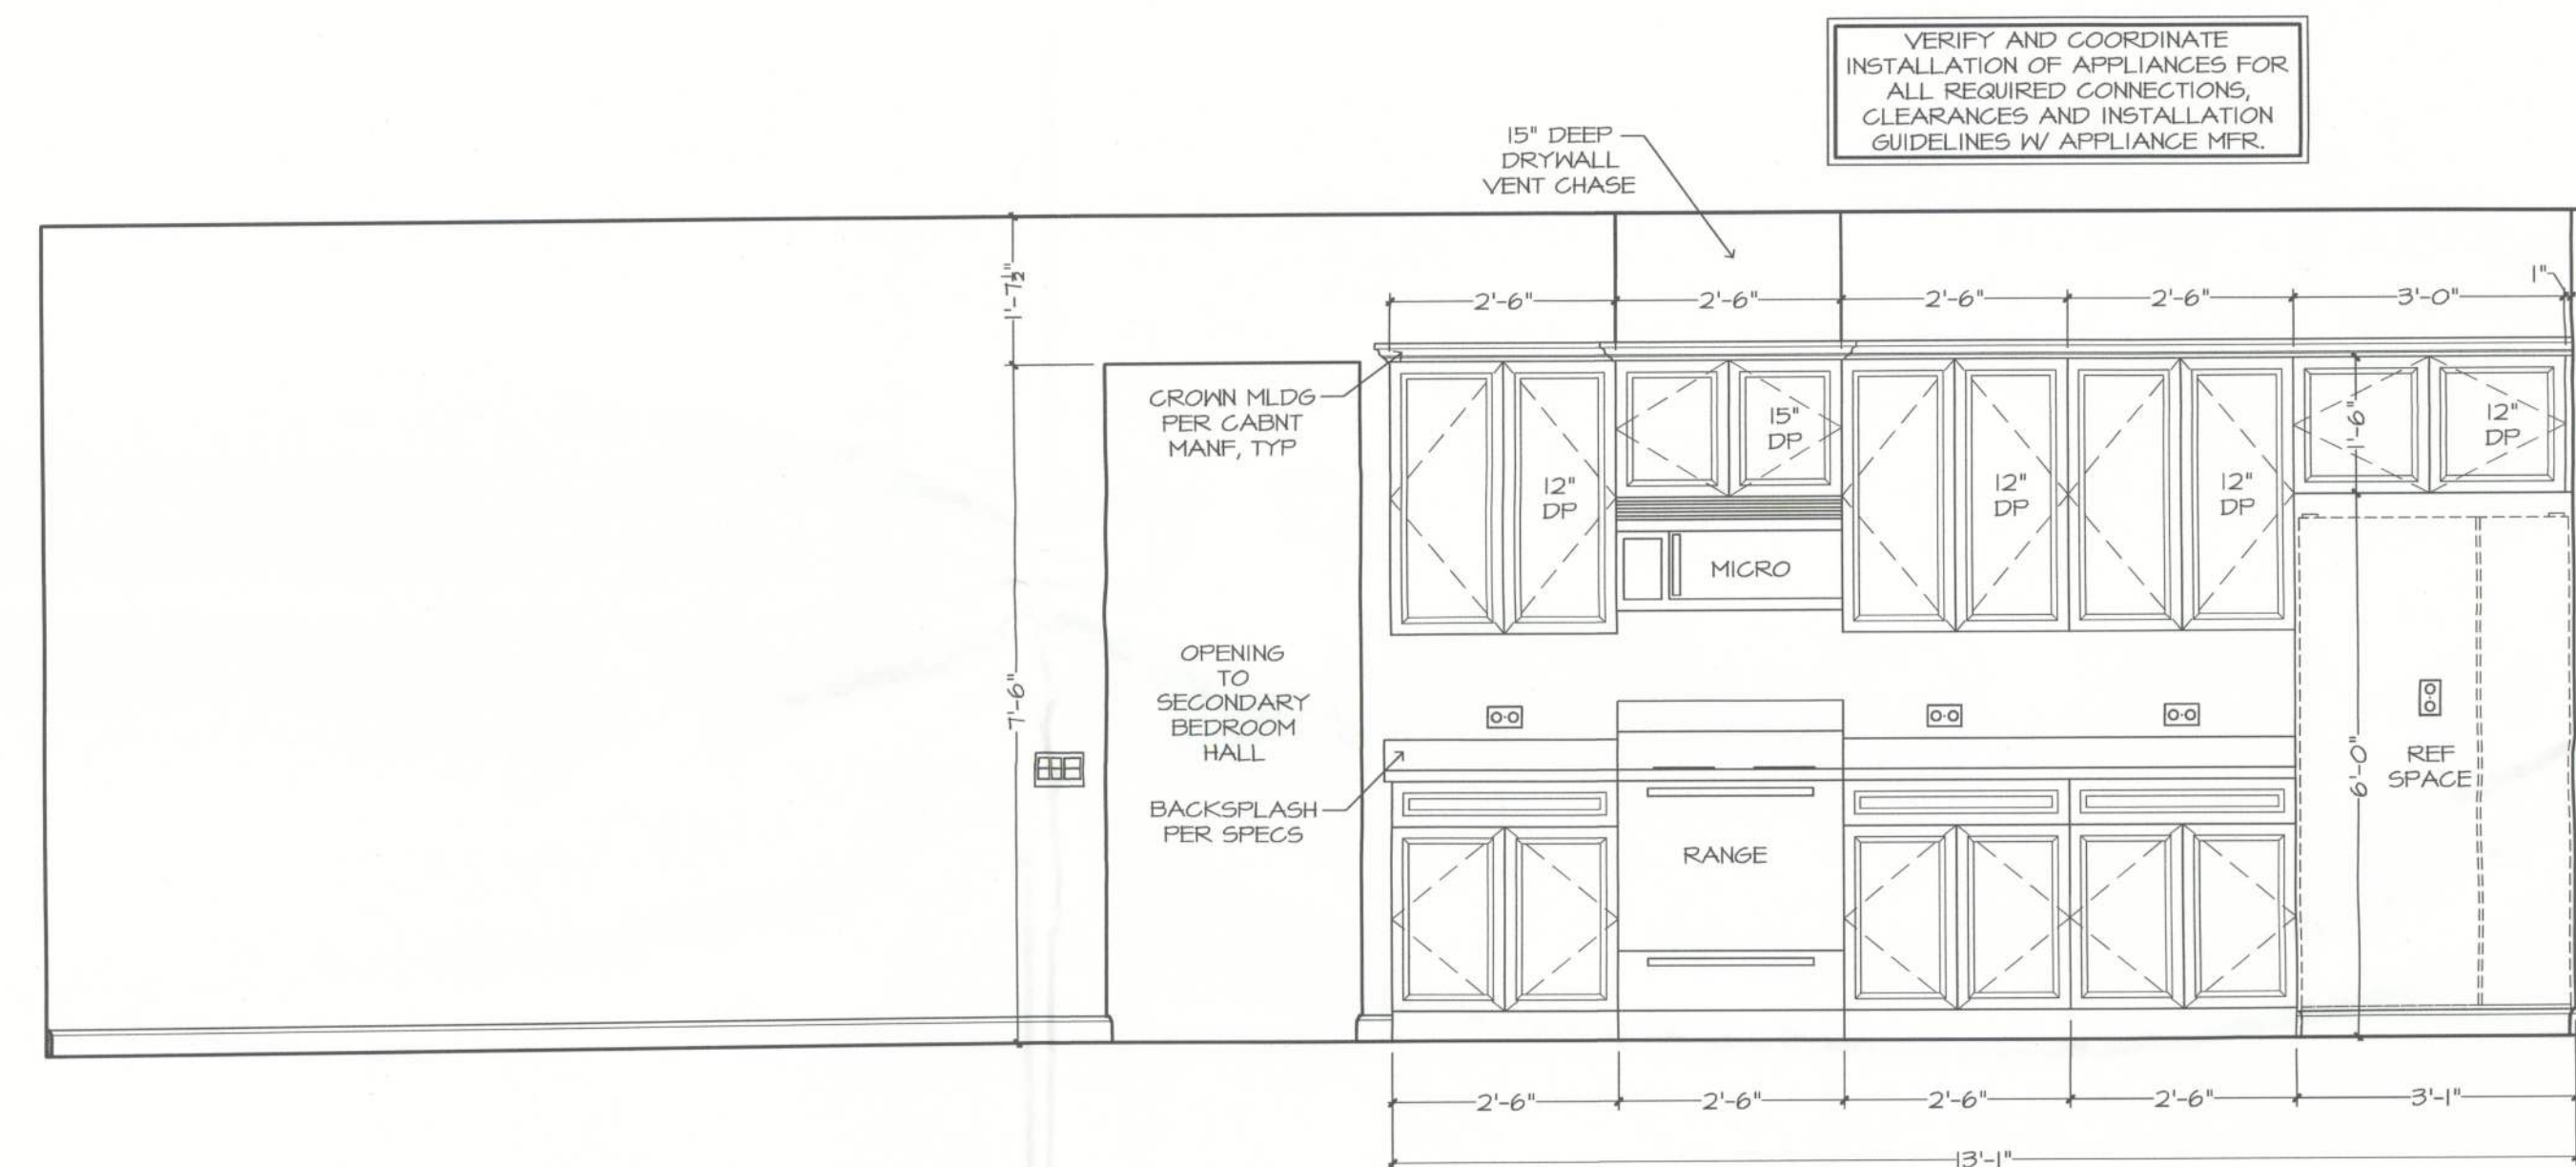 VERIFY AND COORDINATE
INSTALLATION OF APPLIANCES FOR
ALL REQUIRED CONNECTIONS,
CLEARANCES AND INSTALLATION
GUIDELINES W/ APPLIANCE MFR.
15" DEEP
DRYWALL
VENT CHASE
1'-7½"
2'-6"
2'-6"
2'-6"
2'-6"
3'-0"
1"
CROWN MLDG
PER CABNT
MANF, TYP
12"
DP
15"
DP
12"
DP
12"
DP
1'-6"
12"
DP
MICRO
7'-6"
OPENING
TO
SECONDARY
BEDROOM
HALL
BACKSPLASH
PER SPECS
RANGE
6'-0"
REF
SPACE
2'-6"
2'-6"
2'-6"
2'-6"
3'-1"
13'-1"